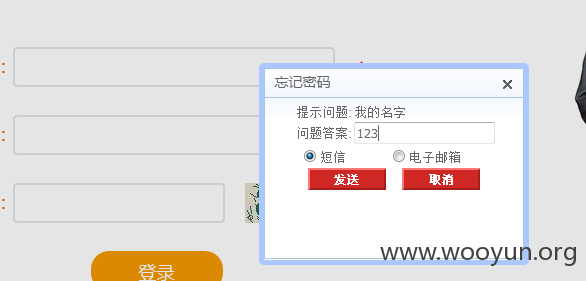 忘记密码
提示问题: 我的名字
问题答案: 123
短信 电子邮箱
发送 取消
登录
www.wooyun.org